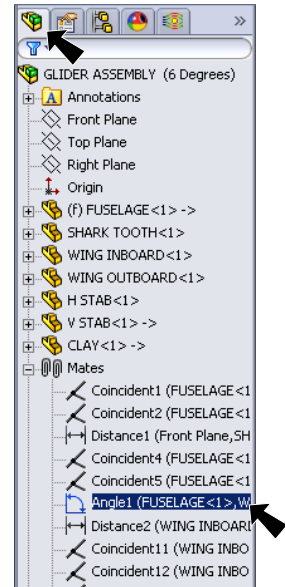 »
GLIDER ASSEMBLY (6 Degrees)
A Annotations
Front Plane
Top Plane
Right Plane
Origin
(f) FUSELAGE<1> ->
SHARK TOOTH<1>
WING INBOARD<1>
WING OUTBOARD<1>
H STAB<1>
V STAB<1> ->
CLAY<1> ->
Mates
Coincident1 (FUSELAGE<1
Coincident2 (FUSELAGE<1
Distance1 (Front Plane,SH
Coincident4 (FUSELAGE<1
Coincident5 (FUSELAGE<1
Angle1 (FUSELAGE<1>,W
Distance2 (WING INBOARD
Coincident11 (WING INBO
Coincident12 (WING INBO